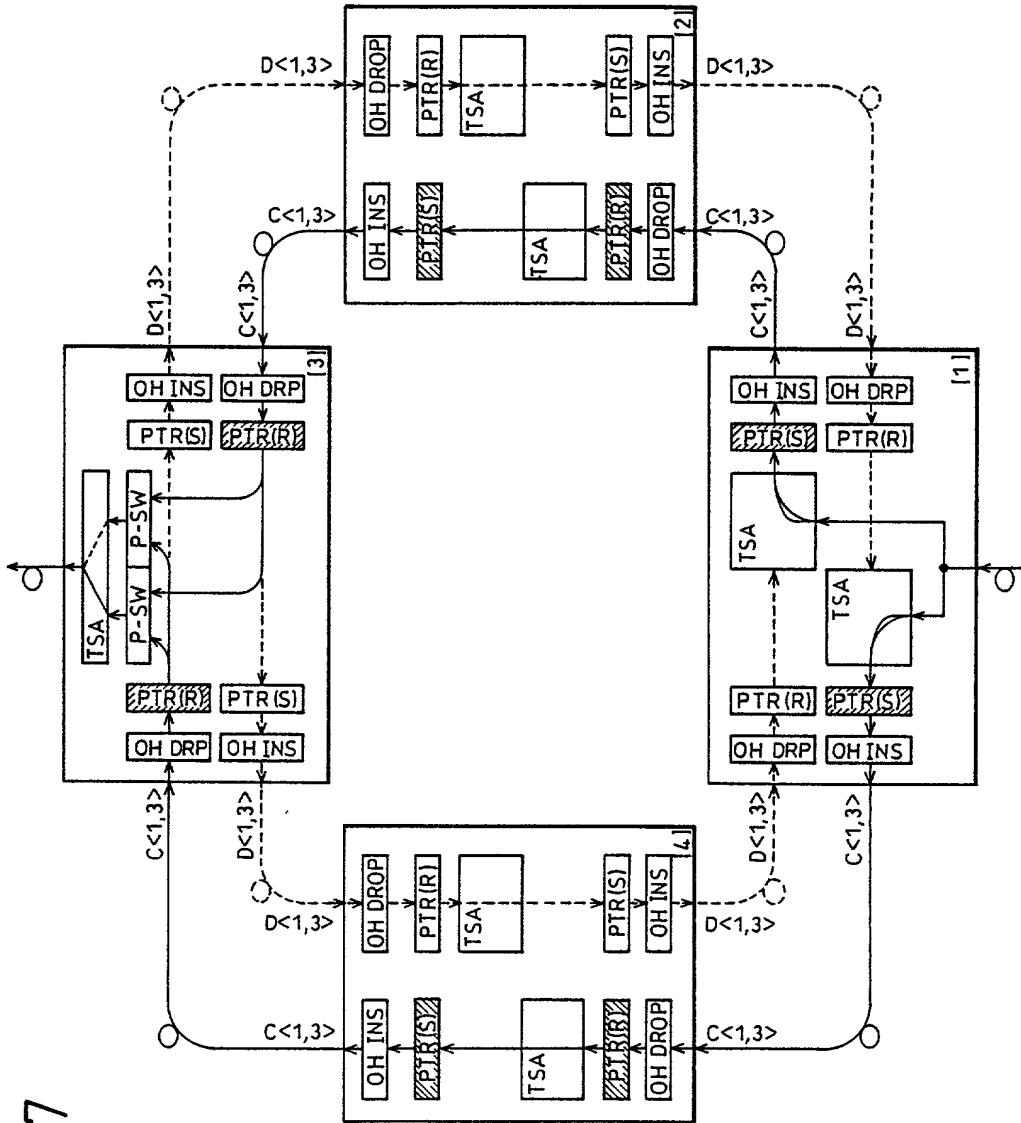 D<1,3>
D<1,3>
C<1,3>
C<1,3>
[2]
OH DROP
PTR(R)
TSA
PTR(S)
OH INS
OH INS
PTR(S)
TSA
PTR(R)
OH DROP
D<1,3>
C<1,3>
[3]
OH INS
PTR(S)
OH DRP
PTR(R)
TSA
P-SW
P-SW
PTR(R)
OH DRP
PTR(S)
OH INS
C<1,3>
D<1,3>
C<1,3>
D<1,3>
[1]
OH INS
PTR(S)
OH DRP
PTR(R)
TSA
TSA
PTR(R)
OH DRP
PTR(S)
OH INS
D<1,3>
C<1,3>
D<1,3>
D<1,3>
C<1,3>
C<1,3>
[4]
OH DROP
PTR(R)
TSA
PTR(S)
OH INS
OH INS
PTR(S)
TSA
PTR(R)
OH DROP
7